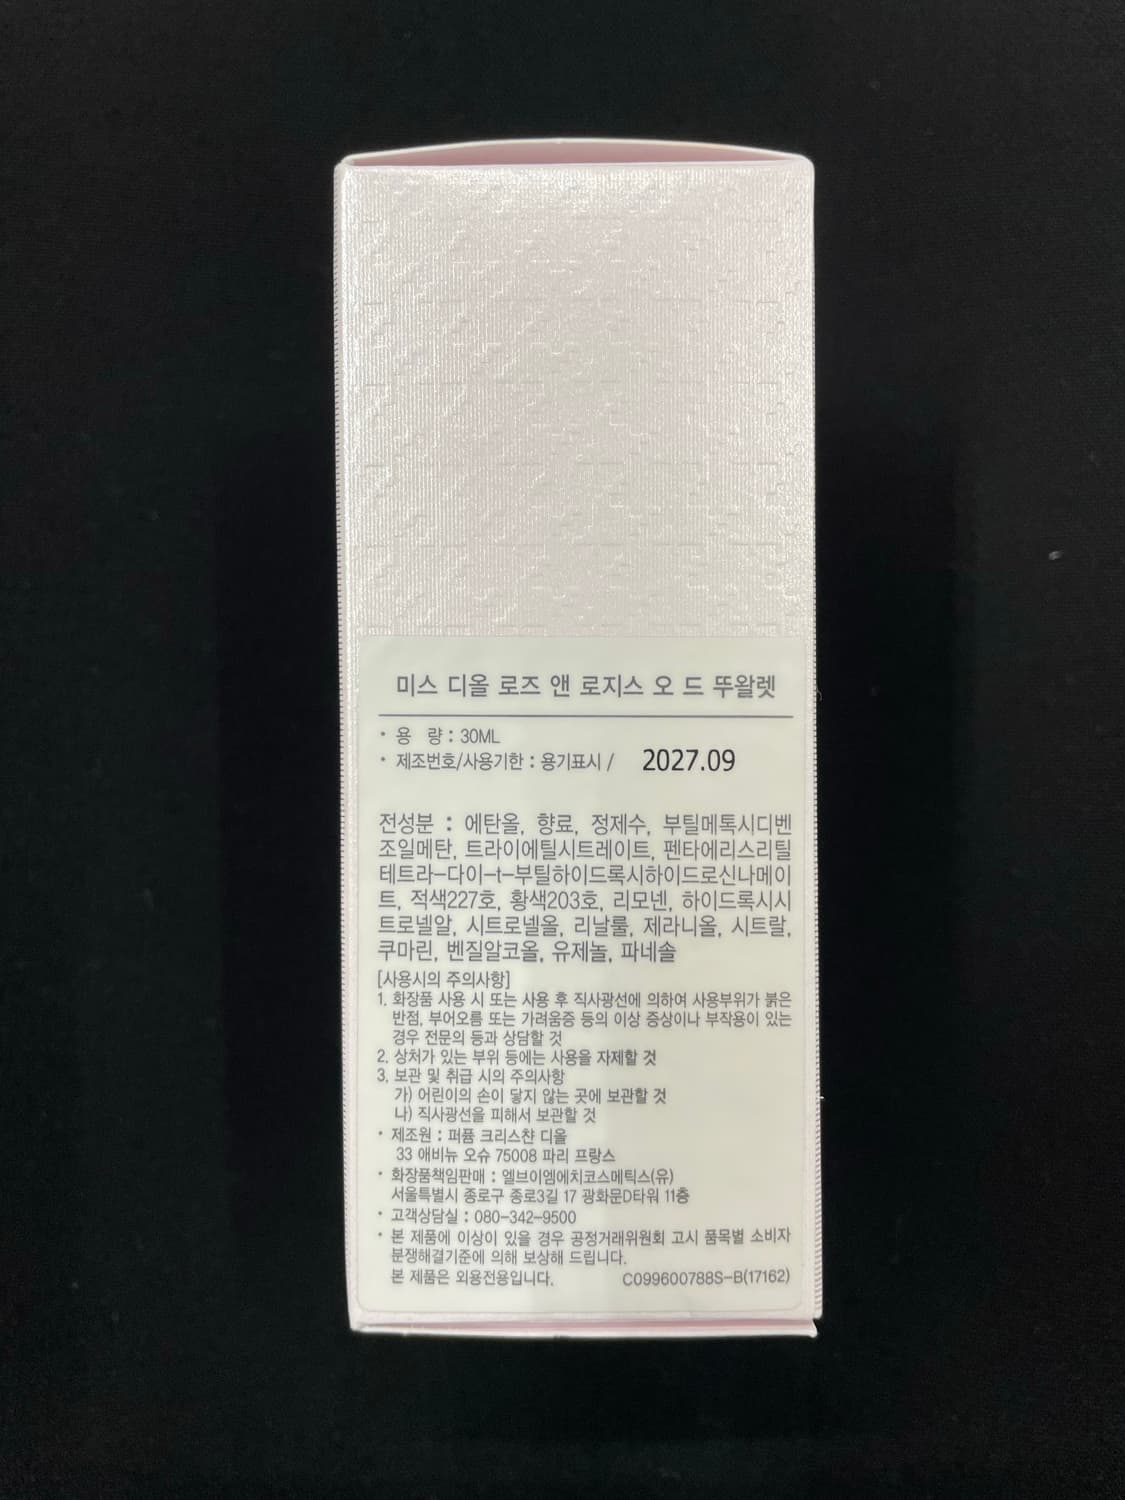 미스 디올 로즈 앤 로지스 오 드 뚜왈렛
• 용 량 : 30ML
• 제조번호/사용기한 : 용기표시 / 2027.09
전성분 : 에탄올, 향료, 정제수, 부틸메톡시디벤
조일메탄, 트라이에틸시트레이트, 펜타에리스리틸
테트라-다이-t-부틸하이드록시하이드로신나메이
트, 적색227호, 황색203호, 리모넨, 하이드록시시
트로넬알, 시트로넬올, 리날룰, 제라니올, 시트랄,
쿠마린, 벤질알코올, 유제놀, 파네솔
[사용시의 주의사항]
1. 화장품 사용 시 또는 사용 후 직사광선에 의하여 사용부위가 붉은
반점, 부어오름 또는 가려움증 등의 이상 증상이나 부작용이 있는
경우 전문의 등과 상담할 것
2. 상처가 있는 부위 등에는 사용을 자제할 것
3. 보관 및 취급 시의 주의사항
가) 어린이의 손이 닿지 않는 곳에 보관할 것
나) 직사광선을 피해서 보관할 것
• 제조원 : 퍼퓸 크리스챤 디올
33 애비뉴 오슈 75008 파리 프랑스
• 화장품책임판매 : 엘브이엠에치코스메틱스(유)
서울특별시 종로구 종로3길 17 광화문D타워 11층
• 고객상담실 : 080-342-9500
• 본 제품에 이상이 있을 경우 공정거래위원회 고시 품목별 소비자
분쟁해결기준에 의해 보상해 드립니다.
본 제품은 외용전용입니다. C099600788S-B(17162)